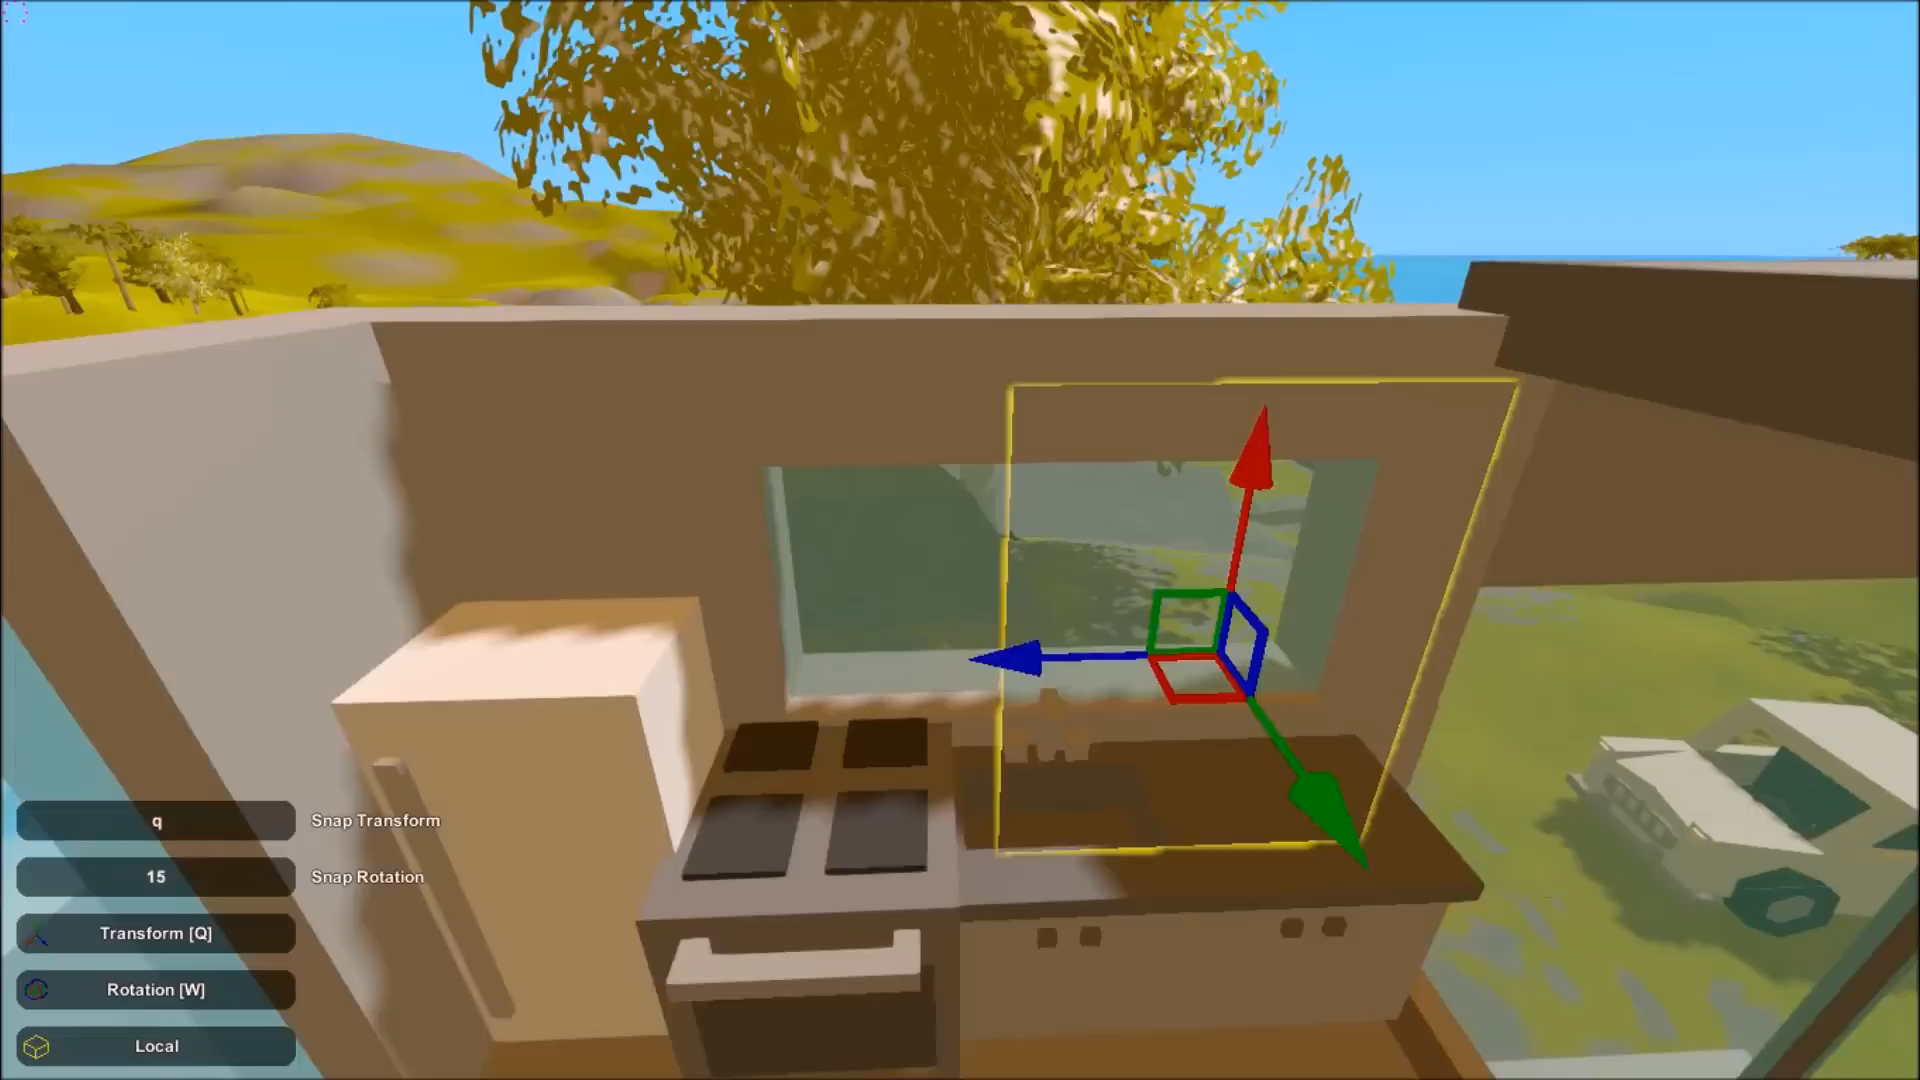 q Snap Transform
15 Snap Rotation
Transform [Q]
Rotation [W]
Local